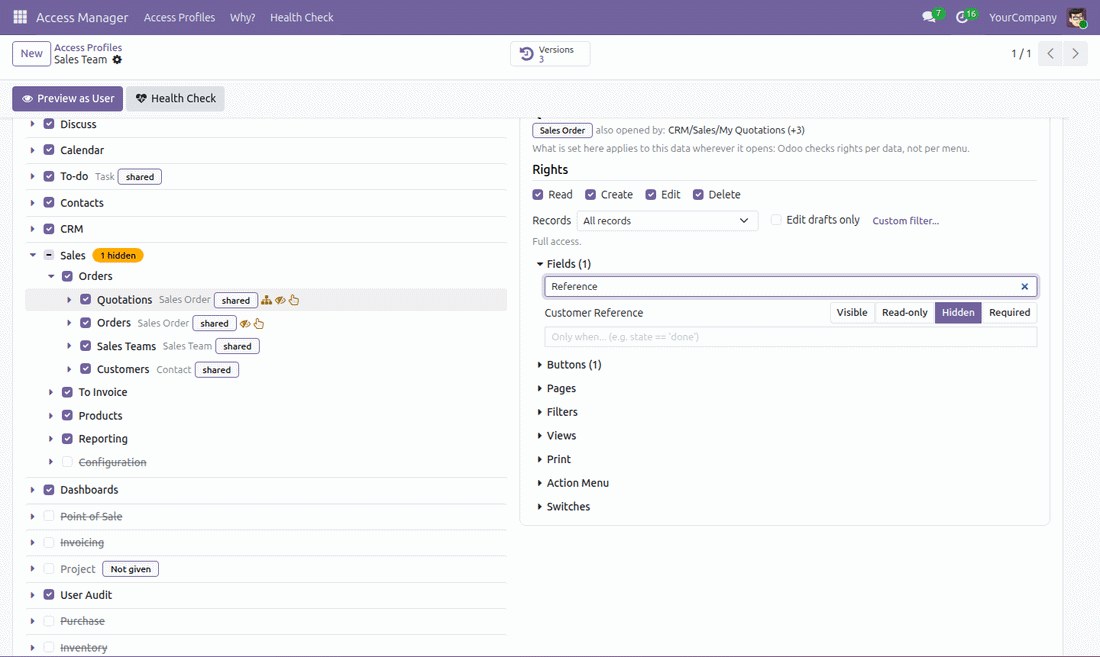 Access Manager Access Profiles Why? Health Check 7 16 YourCompany
New Access Profiles Versions 1 / 1
Sales Team 3
Preview as User Health Check
Discuss
Calendar
To-do Task shared
Contacts
CRM
Sales 1 hidden
Orders
Quotations Sales Order shared
Orders Sales Order shared
Sales Teams Sales Team shared
Customers Contact shared
To Invoice
Products
Reporting
Configuration
Dashboards
Point of Sale
Invoicing
Project Not given
User Audit
Purchase
Inventory
Sales Order also opened by: CRM/Sales/My Quotations (+3)
What is set here applies to this data wherever it opens: Odoo checks rights per data, not per menu.
Rights
Read Create Edit Delete
Records All records Edit drafts only Custom filter...
Full access.
Fields (1)
Reference
Customer Reference Visible Read-only Hidden Required
Only when... (e.g. state == 'done')
Buttons (1)
Pages
Filters
Views
Print
Action Menu
Switches